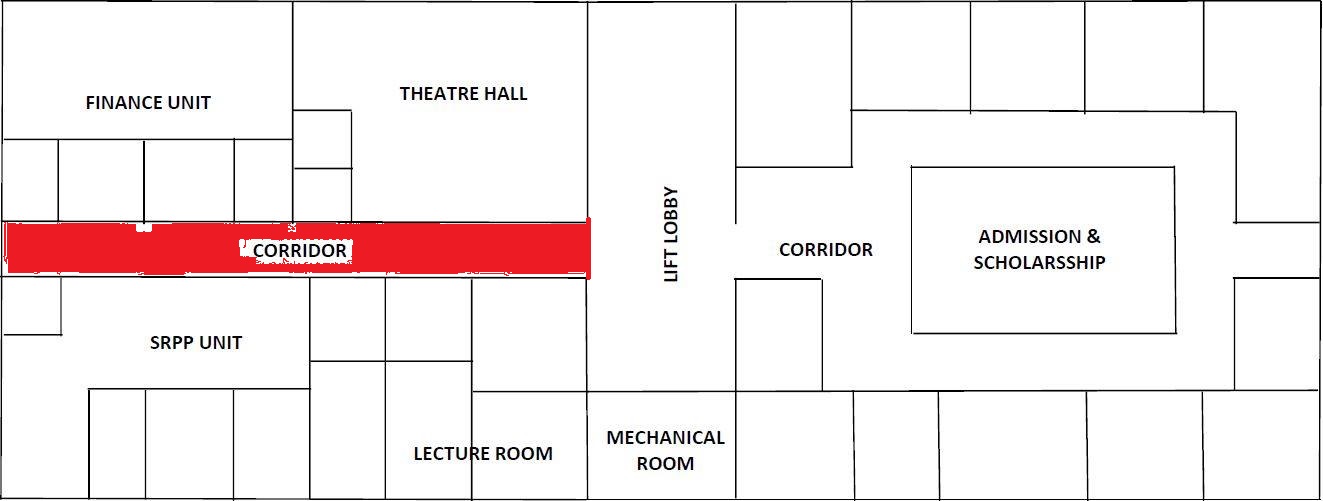 FINANCE UNIT
THEATRE HALL
LIFT LOBBY
CORRIDOR
CORRIDOR
ADMISSION &
SCHOLARSSHIP
SRPP UNIT
LECTURE ROOM
MECHANICAL
ROOM